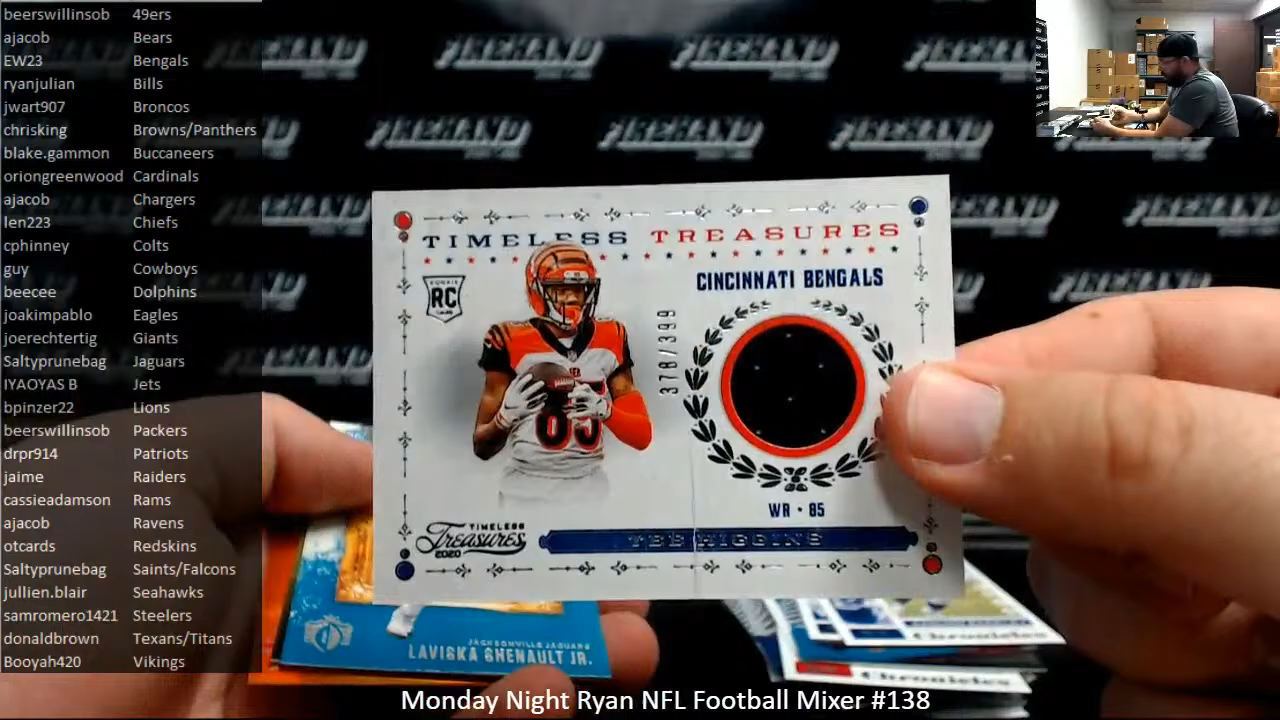 beerswillinsob 49ers
ajacob Bears
EW23 Bengals
ryanjulian Bills
jwart907 Broncos
chrisking Browns/Panthers
blake.gammon Buccaneers
oriongreenwood Cardinals
ajacob Chargers
len223 Chiefs
cphinney Colts
guy Cowboys
beecee Dolphins
joakimpablo Eagles
joerechtertig Giants
Saltyprunebag Jaguars
IYAOYAS B Jets
bpinzer22 Lions
beerswillinsob Packers
drpr914 Patriots
jaime Raiders
cassieadamson Rams
ajacob Ravens
otcards Redskins
Saltyprunebag Saints/Falcons
jullien.blair Seahawks
samromero1421 Steelers
donaldbrown Texans/Titans
Booyah420 Vikings
FIREHAND
TIMELESS TREASURES
RC
CINCINNATI BENGALS
378/399
85
WR • 85
TIMELESS
Treasures
2020
TEE HIGGINS
JACKSONVILLE JAGUARS
LAVISKA SHENAULT JR.
Chronicles
Chronicles
Monday Night Ryan NFL Football Mixer #138